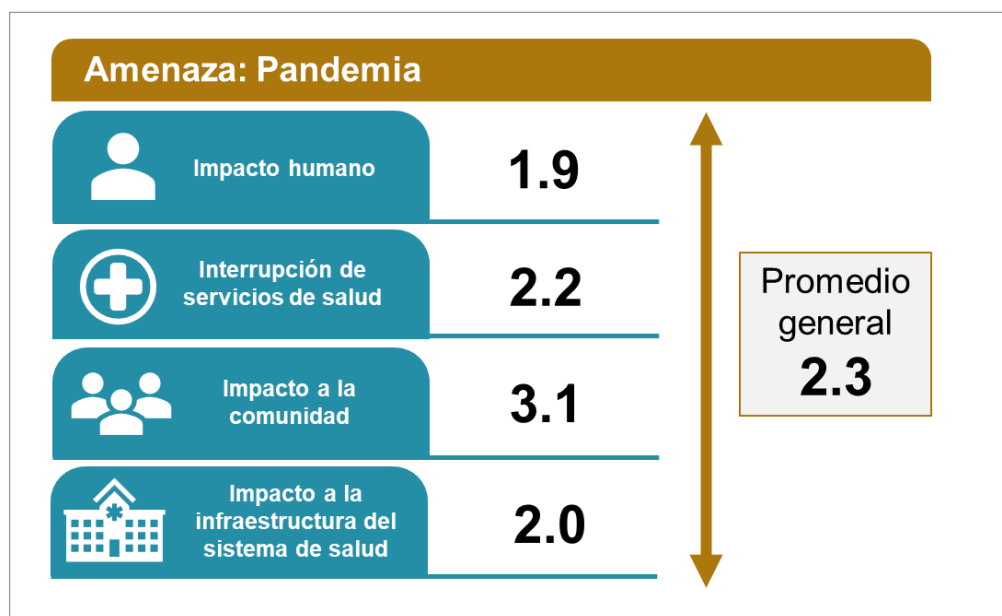 Amenaza: Pandemia
Impacto humano
1.9
Interrupción de
servicios de salud
2.2
Impacto a la
comunidad
3.1
Impacto a la
infraestructura del
sistema de salud
2.0
Promedio
general
2.3